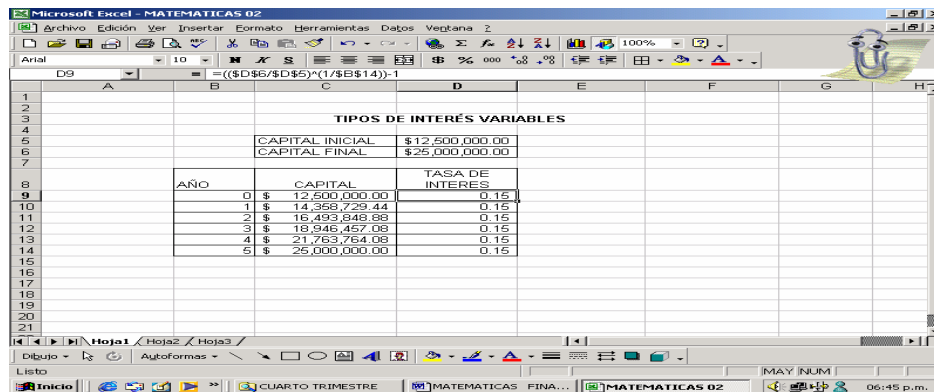 Microsoft Excel - MATEMATICAS 02
Archivo Edición Ver Insertar Formato Herramientas Datos Ventana ?
100%
Arial 10 N K S $ % 000
D9 = =(($D$6/$D$5)^(1/$B$14))-1
A B C D E F G H
1
2
3 TIPOS DE INTERÉS VARIABLES
4
5 CAPITAL INICIAL $12,500,000.00
6 CAPITAL FINAL $25,000,000.00
7
8 AÑO CAPITAL TASA DE INTERES
9 0 $ 12,500,000.00 0.15
10 1 $ 14,358,729.44 0.15
11 2 $ 16,493,848.88 0.15
12 3 $ 18,946,457.08 0.15
13 4 $ 21,763,764.08 0.15
14 5 $ 25,000,000.00 0.15
15
16
17
18
19
20
21
Hoja1 Hoja2 Hoja3
Dibujo Autoformas
Listo MAY NUM
Inicio CUARTO TRIMESTRE MATEMATICAS FINA... MATEMATICAS 02 06:45 p.m.